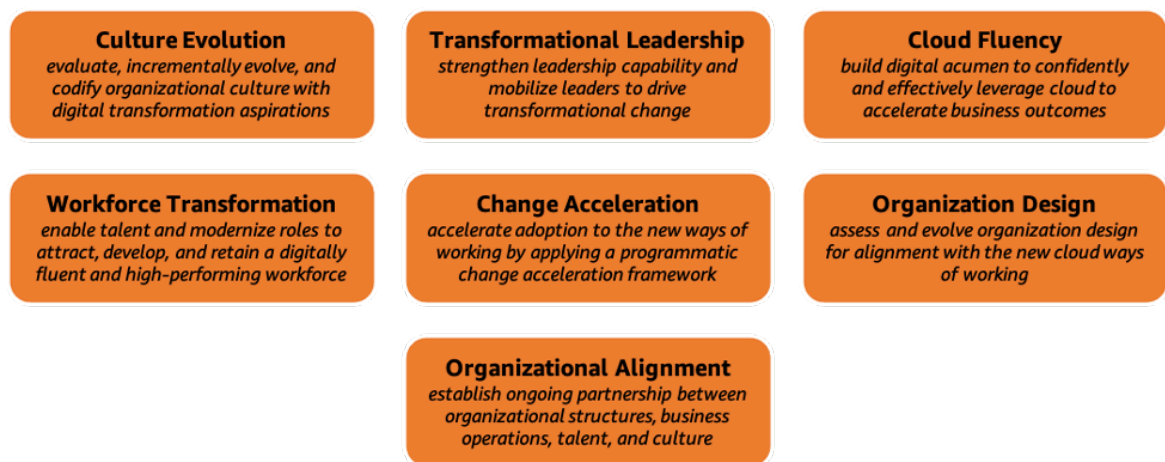 Culture Evolution
evaluate, incrementally evolve, and
codify organizational culture with
digital transformation aspirations
Transformational Leadership
strengthen leadership capability and
mobilize leaders to drive
transformational change
Cloud Fluency
build digital acumen to confidently
and effectively leverage cloud to
accelerate business outcomes
Workforce Transformation
enable talent and modernize roles to
attract, develop, and retain a digitally
fluent and high-performing workforce
Change Acceleration
accelerate adoption to the new ways of
working by applying a programmatic
change acceleration framework
Organization Design
assess and evolve organization design
for alignment with the new cloud ways
of working
Organizational Alignment
establish ongoing partnership between
organizational structures, business
operations, talent, and culture